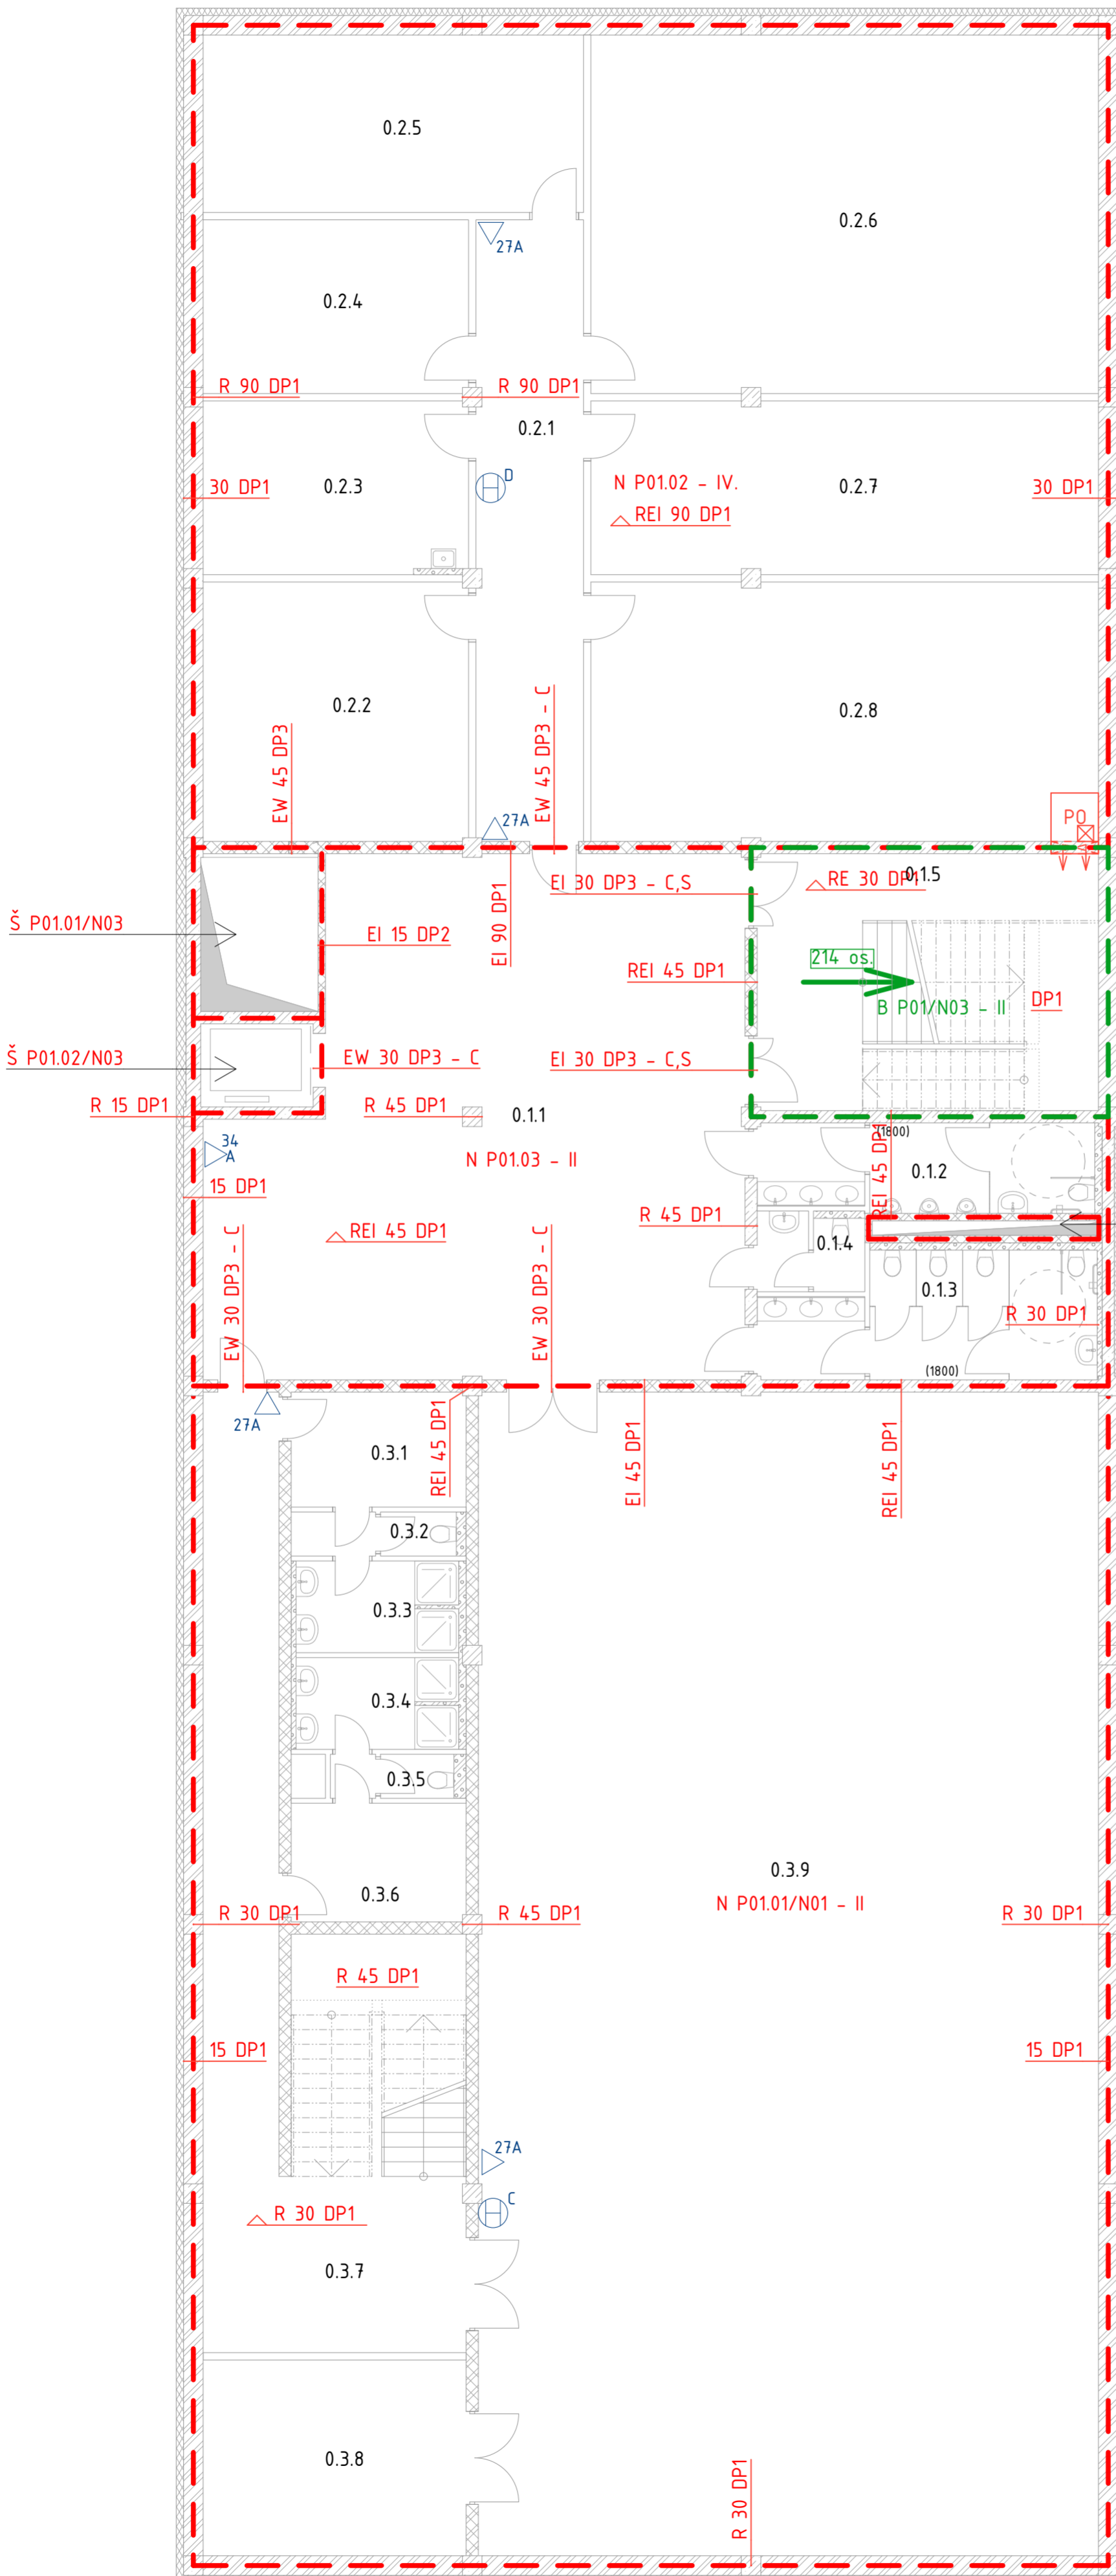 0.2.5
0.2.6
27A
0.2.4
R 90 DP1
R 90 DP1
0.2.1
D
0.2.3
N P01.02 - IV.
0.2.7
30 DP1
30 DP1
REI 90 DP1
0.2.2
0.2.8
EW 45 DP3
EW 45 DP3 - C
27A
PO
EI 30 DP3 - C,S
RE 30 DP1
0.1.5
EI 90 DP1
Š P01.01/N03
EI 15 DP2
214 os.
REI 45 DP1
B P01/N03 - II
DP1
Š P01.02/N03
EW 30 DP3 - C
EI 30 DP3 - C,S
R 15 DP1
R 45 DP1
0.1.1
(1800)
34
A
N P01.03 - II
0.1.2
REI 45 DP1
15 DP1
R 45 DP1
REI 45 DP1
0.1.4
EW 30 DP3 - C
EW 30 DP3 - C
0.1.3
R 30 DP1
(1800)
27A
0.3.1
REI 45 DP1
EI 45 DP1
REI 45 DP1
0.3.2
0.3.3
0.3.4
0.3.5
0.3.9
0.3.6
N P01.01/N01 - II
R 30 DP1
R 45 DP1
R 30 DP1
R 45 DP1
15 DP1
15 DP1
27A
C
R 30 DP1
0.3.7
0.3.8
R 30 DP1